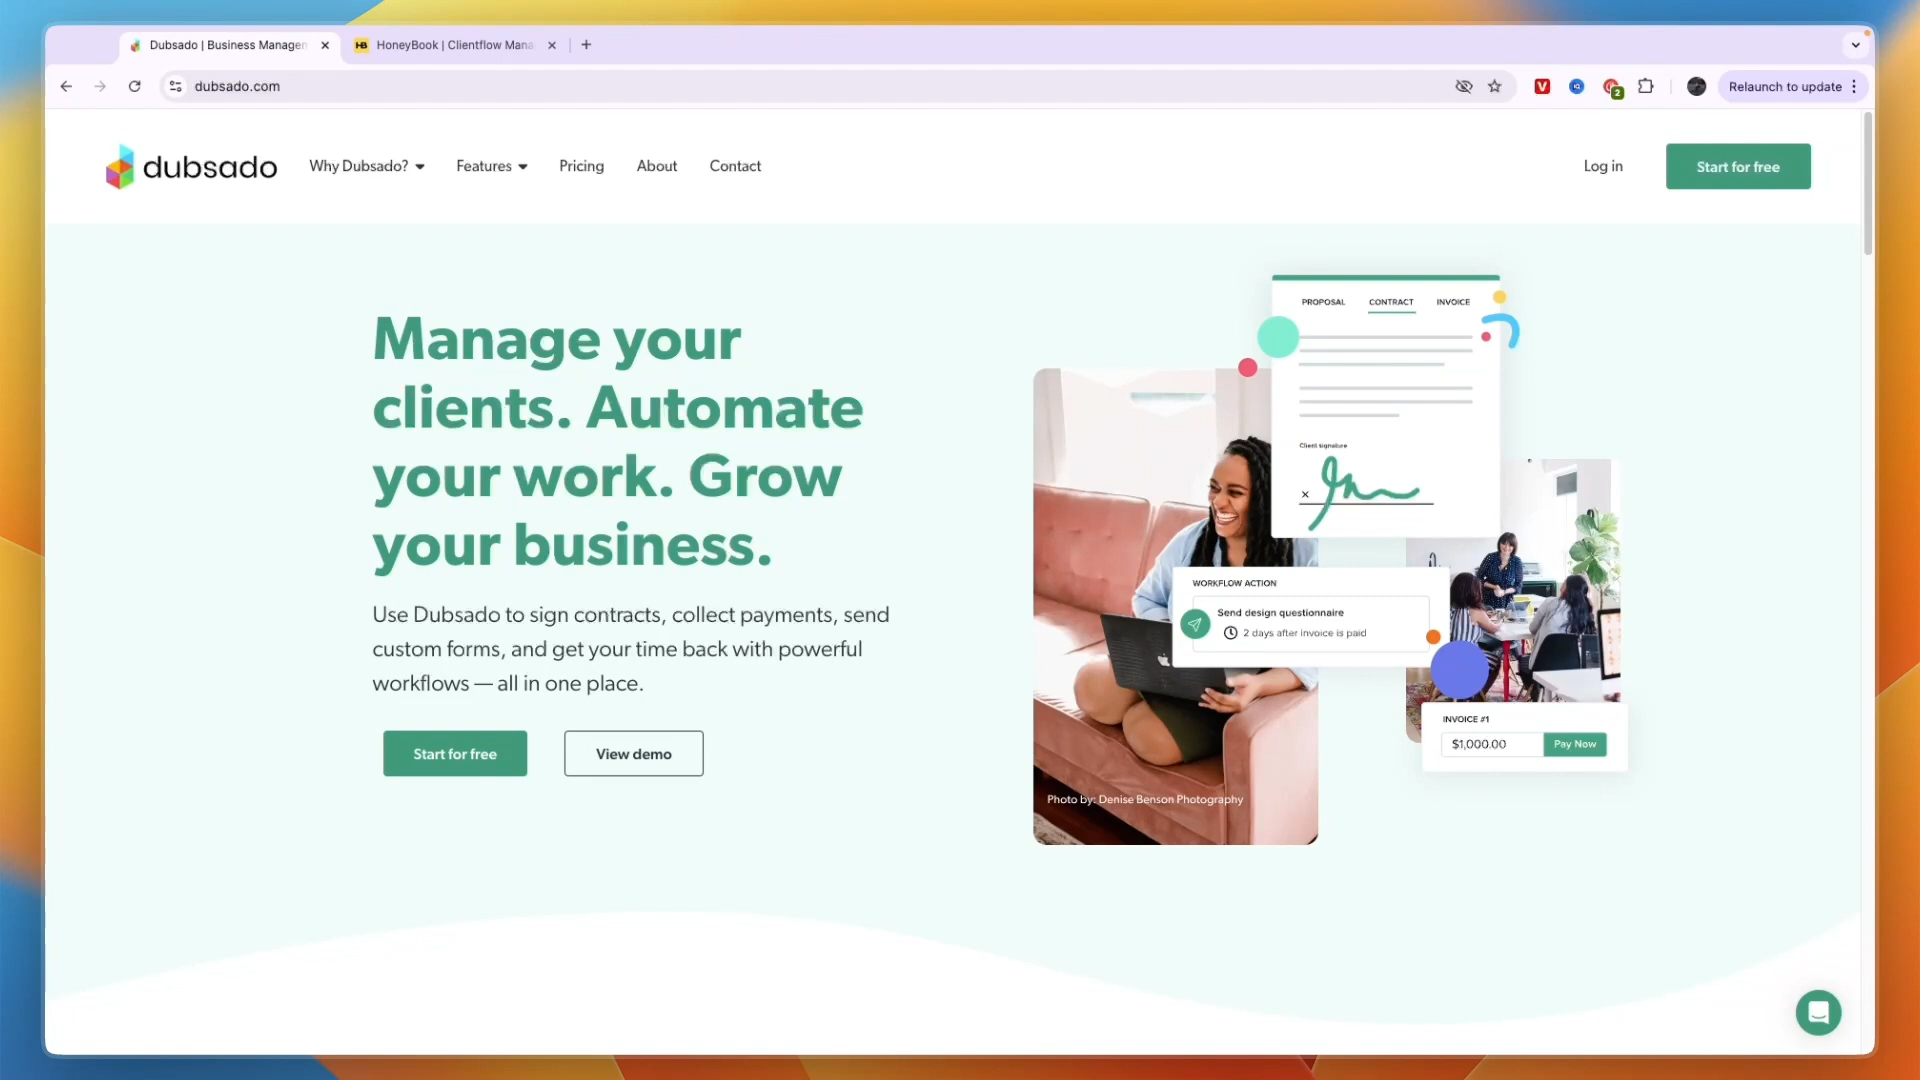 Dubsado | Business Managem
HB HoneyBook | Clientflow Mana
dubsado.com
V
2
Relaunch to update
dubsado
Why Dubsado?
Features
Pricing
About
Contact
Log in
Start for free
Manage your
clients. Automate
your work. Grow
your business.
Use Dubsado to sign contracts, collect payments, send
custom forms, and get your time back with powerful
workflows — all in one place.
Start for free
View demo
PROPOSAL CONTRACT INVOICE
Client signature
x
WORKFLOW ACTION
Send design questionnaire
2 days after invoice is paid
INVOICE #1
$1,000.00 Pay Now
Photo by: Denise Benson Photography